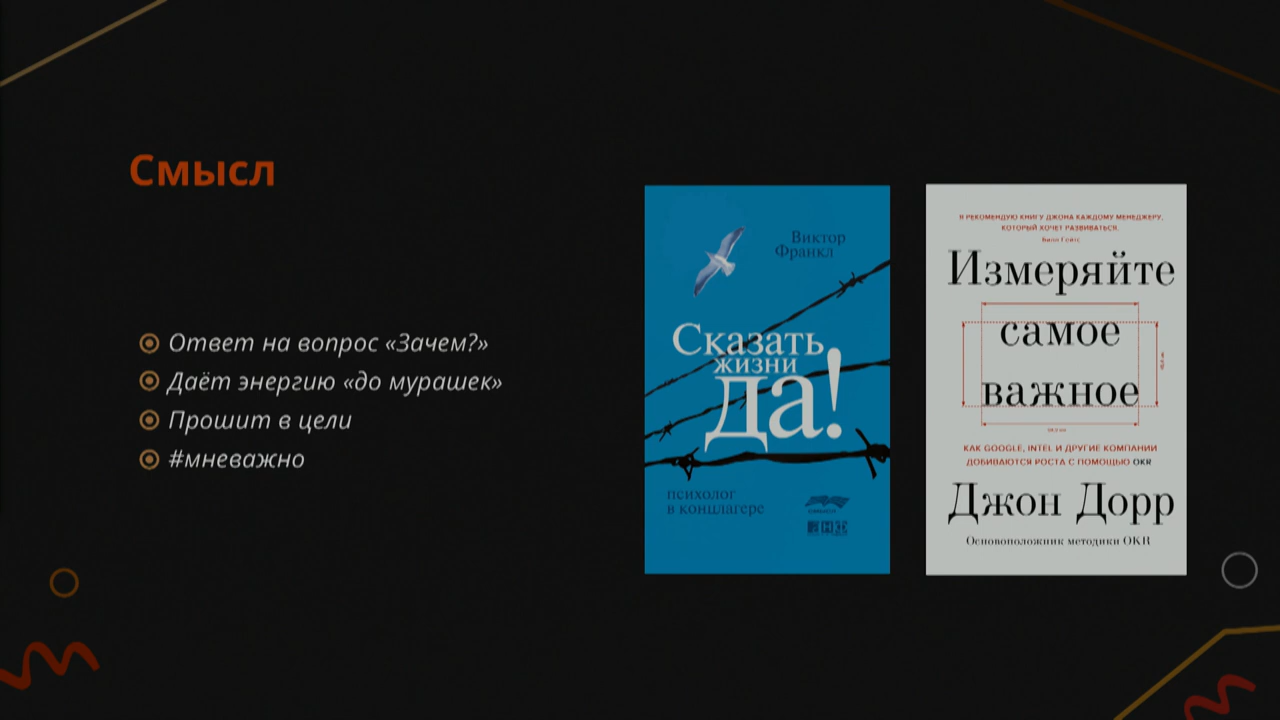 Смысл
Ответ на вопрос «Зачем?»
Даёт энергию «до мурашек»
Прошит в цели
#мневажно
Виктор
Франкл
Сказать
жизни
да!
психолог
в концлагере
Я РЕКОМЕНДУЮ КНИГУ ДЖОНА КАЖДОМУ МЕНЕДЖЕРУ,
КОТОРЫЙ ХОЧЕТ РАЗВИВАТЬСЯ.
Билл Гейтс
Измеряйте
самое
важное
КАК GOOGLE, INTEL И ДРУГИЕ КОМПАНИИ
ДОБИВАЮТСЯ РОСТА С ПОМОЩЬЮ OKR
Джон Дорр
Основоположник методики OKR